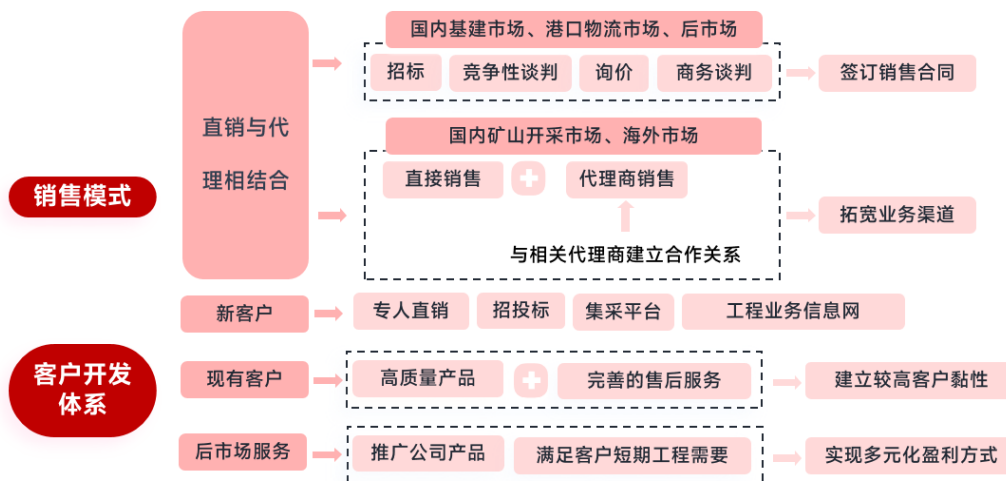 销售模式
直销与代
理相结合
国内基建市场、港口物流市场、后市场
招标 竞争性谈判 询价 商务谈判
签订销售合同
国内矿山开采市场、海外市场
直接销售 代理商销售
与相关代理商建立合作关系
拓宽业务渠道
客户开发
体系
新客户
专人直销 招投标 集采平台 工程业务信息网
现有客户
高质量产品 完善的售后服务
建立较高客户黏性
后市场服务
推广公司产品 满足客户短期工程需要
实现多元化盈利方式